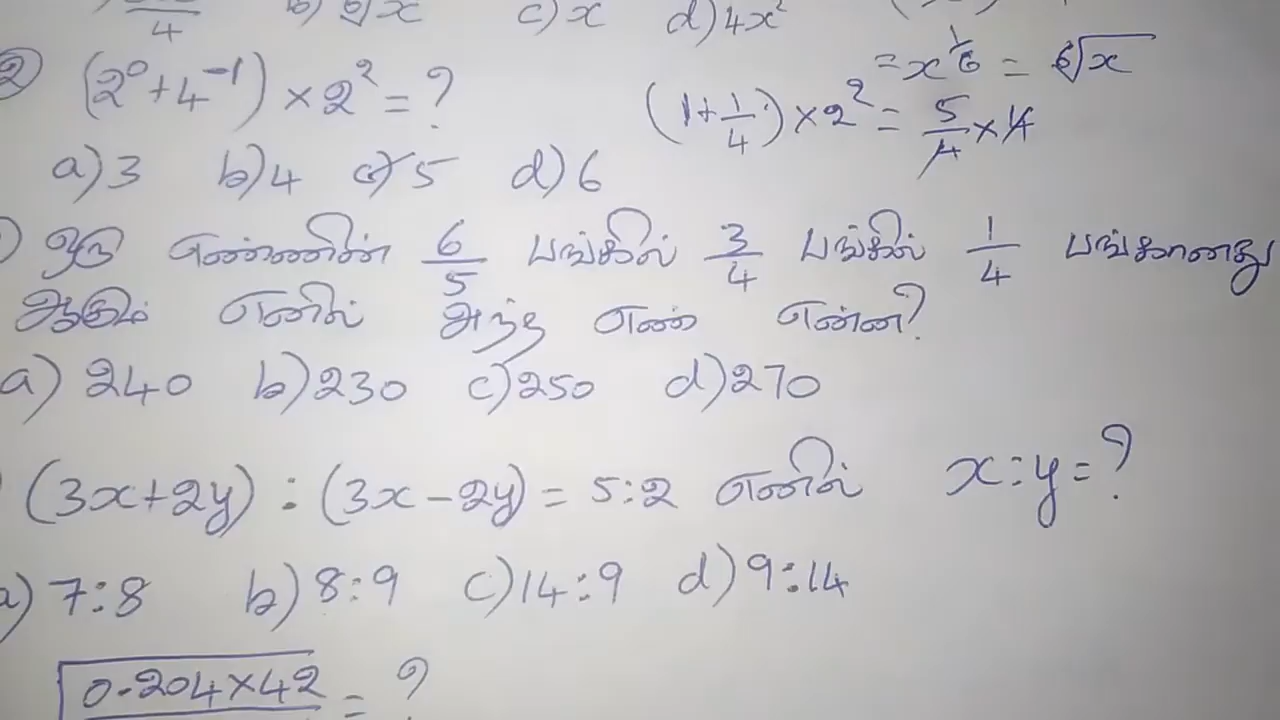 4 b) ⁶√x c) x d) 4x²
= x^1/6 = ⁶√x
2 (2⁰+4⁻¹) × 2² = ?
(1+1/4) × 2² = 5/4 × 4
a) 3 b) 4 c) 5 d) 6
ஒரு எண்ணின் 6/5 பங்கில் 3/4 பங்கில் 1/4 பங்கானது
ஆகும் எனில் அந்த எண் என்ன?
a) 240 b) 230 c) 250 d) 270
(3x+2y) : (3x-2y) = 5:2 எனில் x:y = ?
a) 7:8 b) 8:9 c) 14:9 d) 9:14
0.204×42 = ?